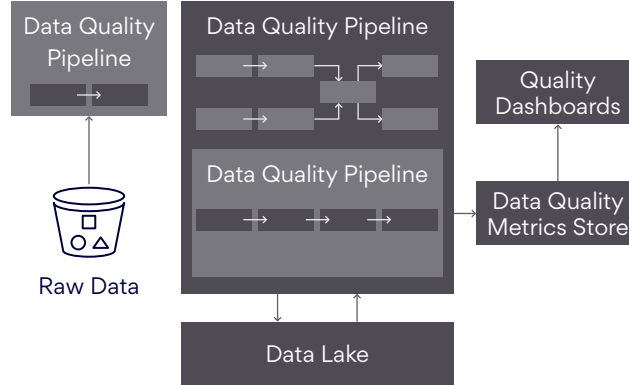 Data Quality
Pipeline
Raw Data
Data Quality Pipeline
Data Quality Pipeline
Data Lake
Quality
Dashboards
Data Quality
Metrics Store